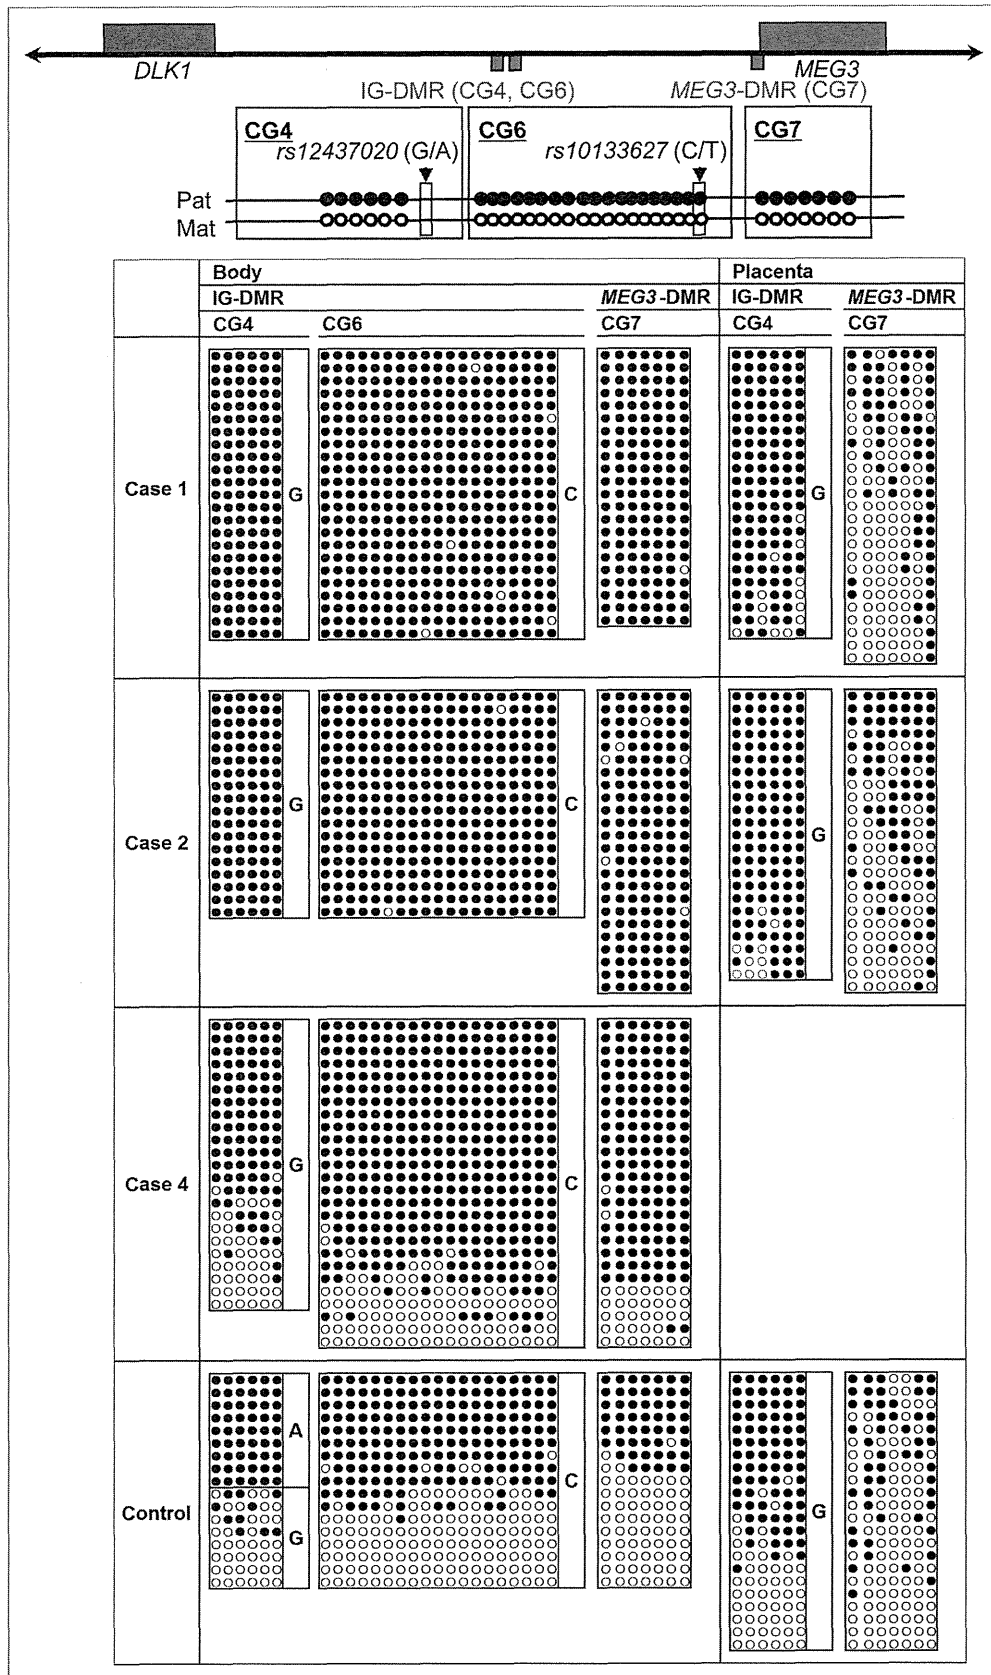 DLK1
MEG3
IG-DMR (CG4, CG6)
MEG3-DMR (CG7)
CG4
rs12437020 (G/A)
CG6
rs10133627 (C/T)
CG7
Pat
Mat
Body
Placenta
IG-DMR
MEG3-DMR
IG-DMR
MEG3-DMR
CG4
CG6
CG7
CG4
CG7
Case 1
G
C
G
Case 2
G
C
G
Case 4
G
C
Control
A
G
C
G